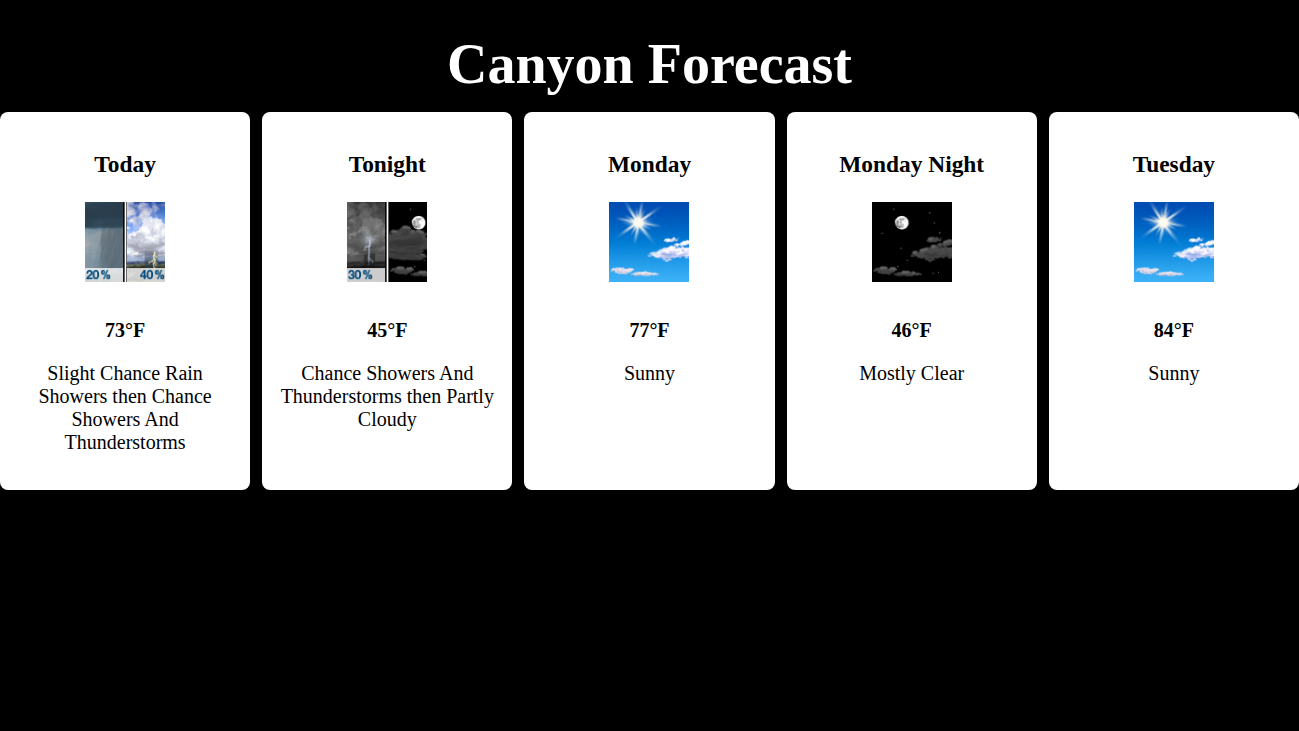 Canyon Forecast
Today
20%
40%
73°F
Slight Chance Rain
Showers then Chance
Showers And
Thunderstorms
Tonight
30%
45°F
Chance Showers And
Thunderstorms then Partly
Cloudy
Monday
77°F
Sunny
Monday Night
46°F
Mostly Clear
Tuesday
84°F
Sunny